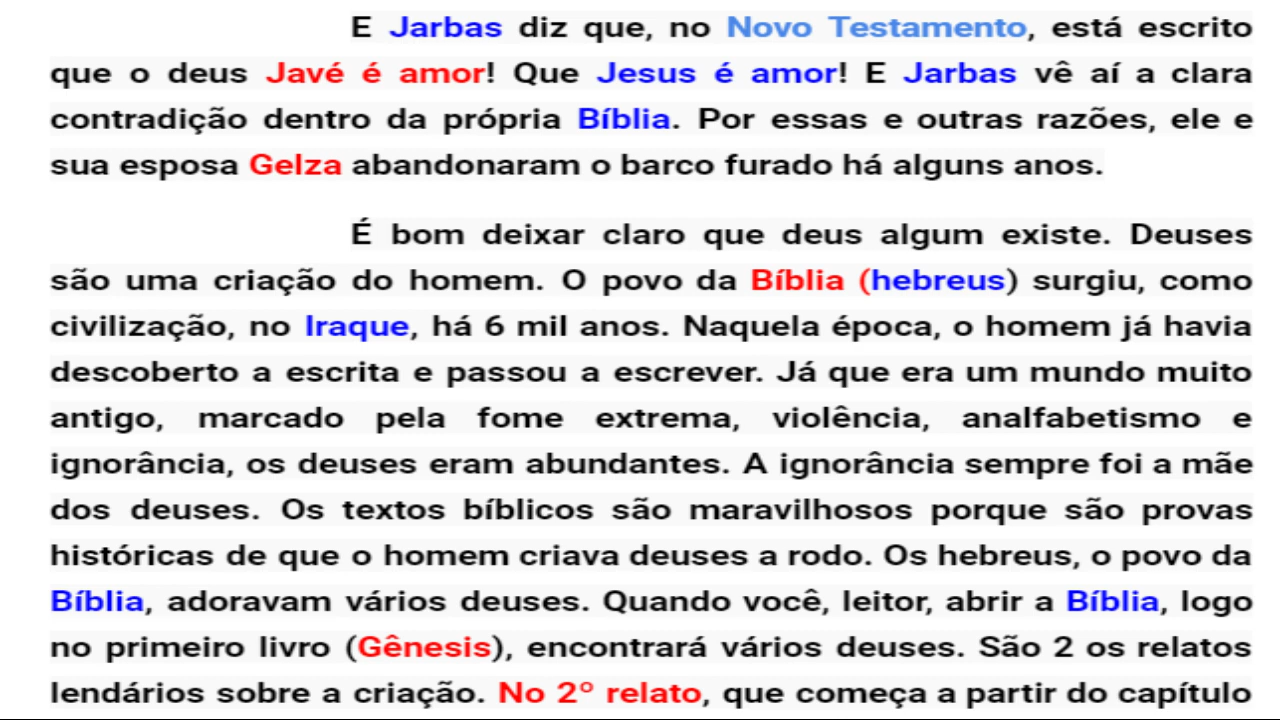 E Jarbas diz que, no Novo Testamento, está escrito
que o deus Javé é amor! Que Jesus é amor! E Jarbas vê aí a clara
contradição dentro da própria Bíblia. Por essas e outras razões, ele e
sua esposa Gelza abandonaram o barco furado há alguns anos.
É bom deixar claro que deus algum existe. Deuses
são uma criação do homem. O povo da Bíblia (hebreus) surgiu, como
civilização, no Iraque, há 6 mil anos. Naquela época, o homem já havia
descoberto a escrita e passou a escrever. Já que era um mundo muito
antigo, marcado pela fome extrema, violência, analfabetismo e
ignorância, os deuses eram abundantes. A ignorância sempre foi a mãe
dos deuses. Os textos bíblicos são maravilhosos porque são provas
históricas de que o homem criava deuses a rodo. Os hebreus, o povo da
Bíblia, adoravam vários deuses. Quando você, leitor, abrir a Bíblia, logo
no primeiro livro (Gênesis), encontrará vários deuses. São 2 os relatos
lendários sobre a criação. No 2º relato, que começa a partir do capítulo